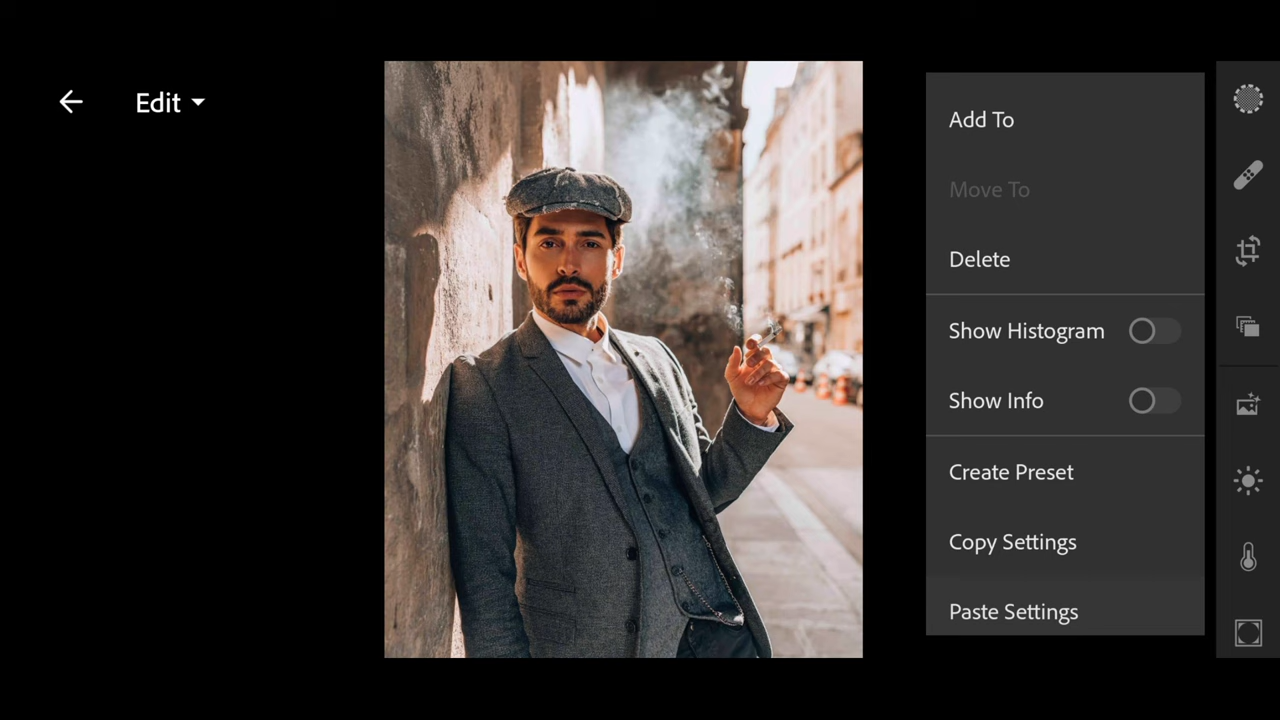 Edit
Add To
Move To
Delete
Show Histogram
Show Info
Create Preset
Copy Settings
Paste Settings